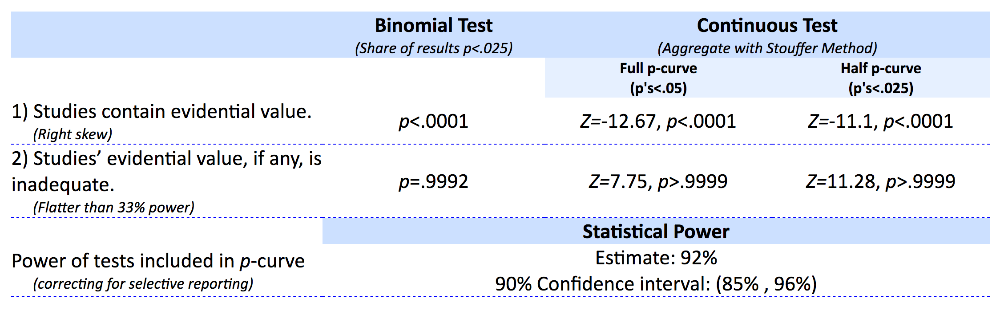 Binomial Test Continuous Test
(Share of results p<.025) (Aggregate with Stouffer Method)
Full p-curve Half p-curve
(p's<.05) (p's<.025)
1) Studies contain evidential value.
(Right skew)
p<.0001 Z=-12.67, p<.0001 Z=-11.1, p<.0001
2) Studies’ evidential value, if any, is
inadequate.
(Flatter than 33% power)
p=.9992 Z=7.75, p>.9999 Z=11.28, p>.9999
Statistical Power
Power of tests included in p-curve
(correcting for selective reporting)
Estimate: 92%
90% Confidence interval: (85% , 96%)